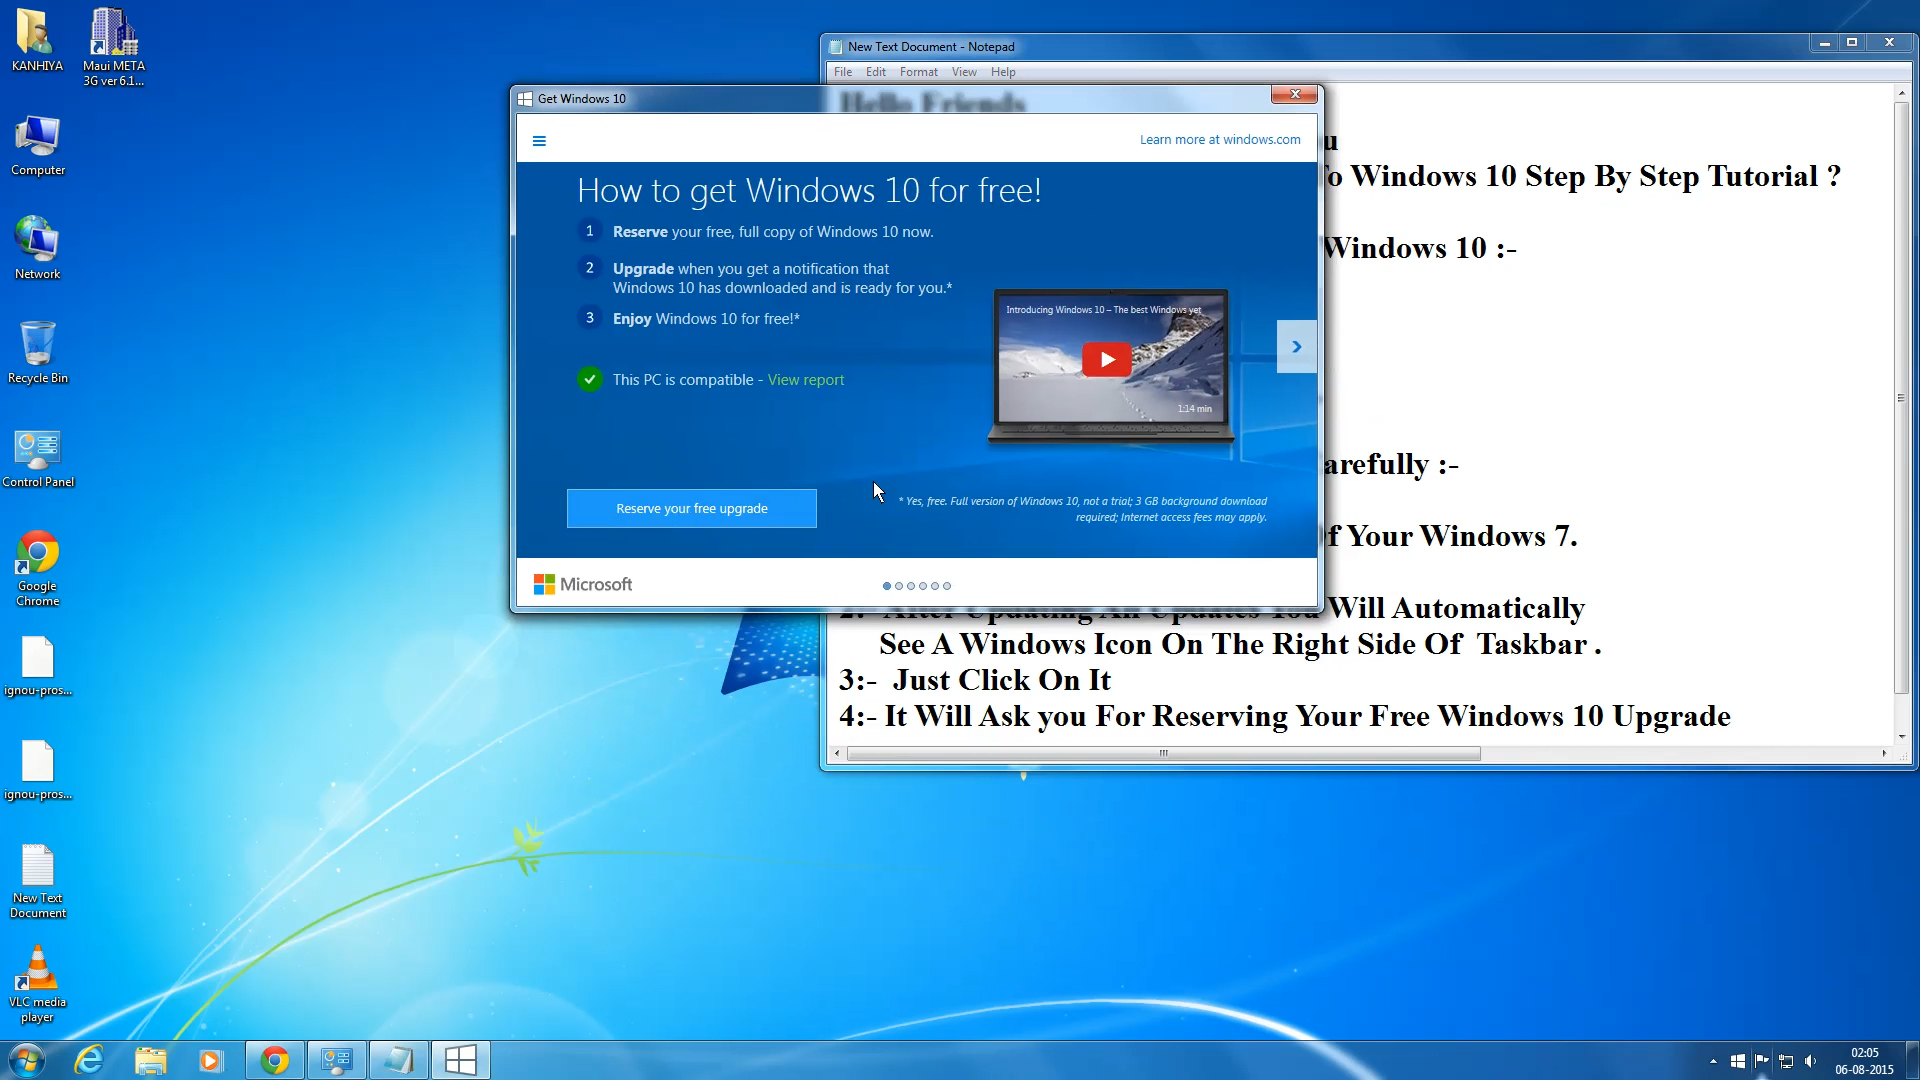 KANHIYA
Maui META
3G ver 6.1...
Computer
Network
Recycle Bin
Control Panel
Google
Chrome
ignou-pros...
ignou-pros...
New Text
Document
VLC media
player
New Text Document - Notepad
File Edit Format View Help
Hello Friends
u
o Windows 10 Step By Step Tutorial ?
Windows 10 :-
arefully :-
f Your Windows 7.
2:- After Updating All Updates You Will Automatically
See A Windows Icon On The Right Side Of Taskbar .
3:- Just Click On It
4:- It Will Ask you For Reserving Your Free Windows 10 Upgrade
Get Windows 10
Learn more at windows.com
How to get Windows 10 for free!
1 Reserve your free, full copy of Windows 10 now.
2 Upgrade when you get a notification that
Windows 10 has downloaded and is ready for you.*
3 Enjoy Windows 10 for free!*
This PC is compatible - View report
Introducing Windows 10 – The best Windows yet
1:14 min
Reserve your free upgrade
* Yes, free. Full version of Windows 10, not a trial; 3 GB background download
required; Internet access fees may apply.
Microsoft
02:05
06-08-2015